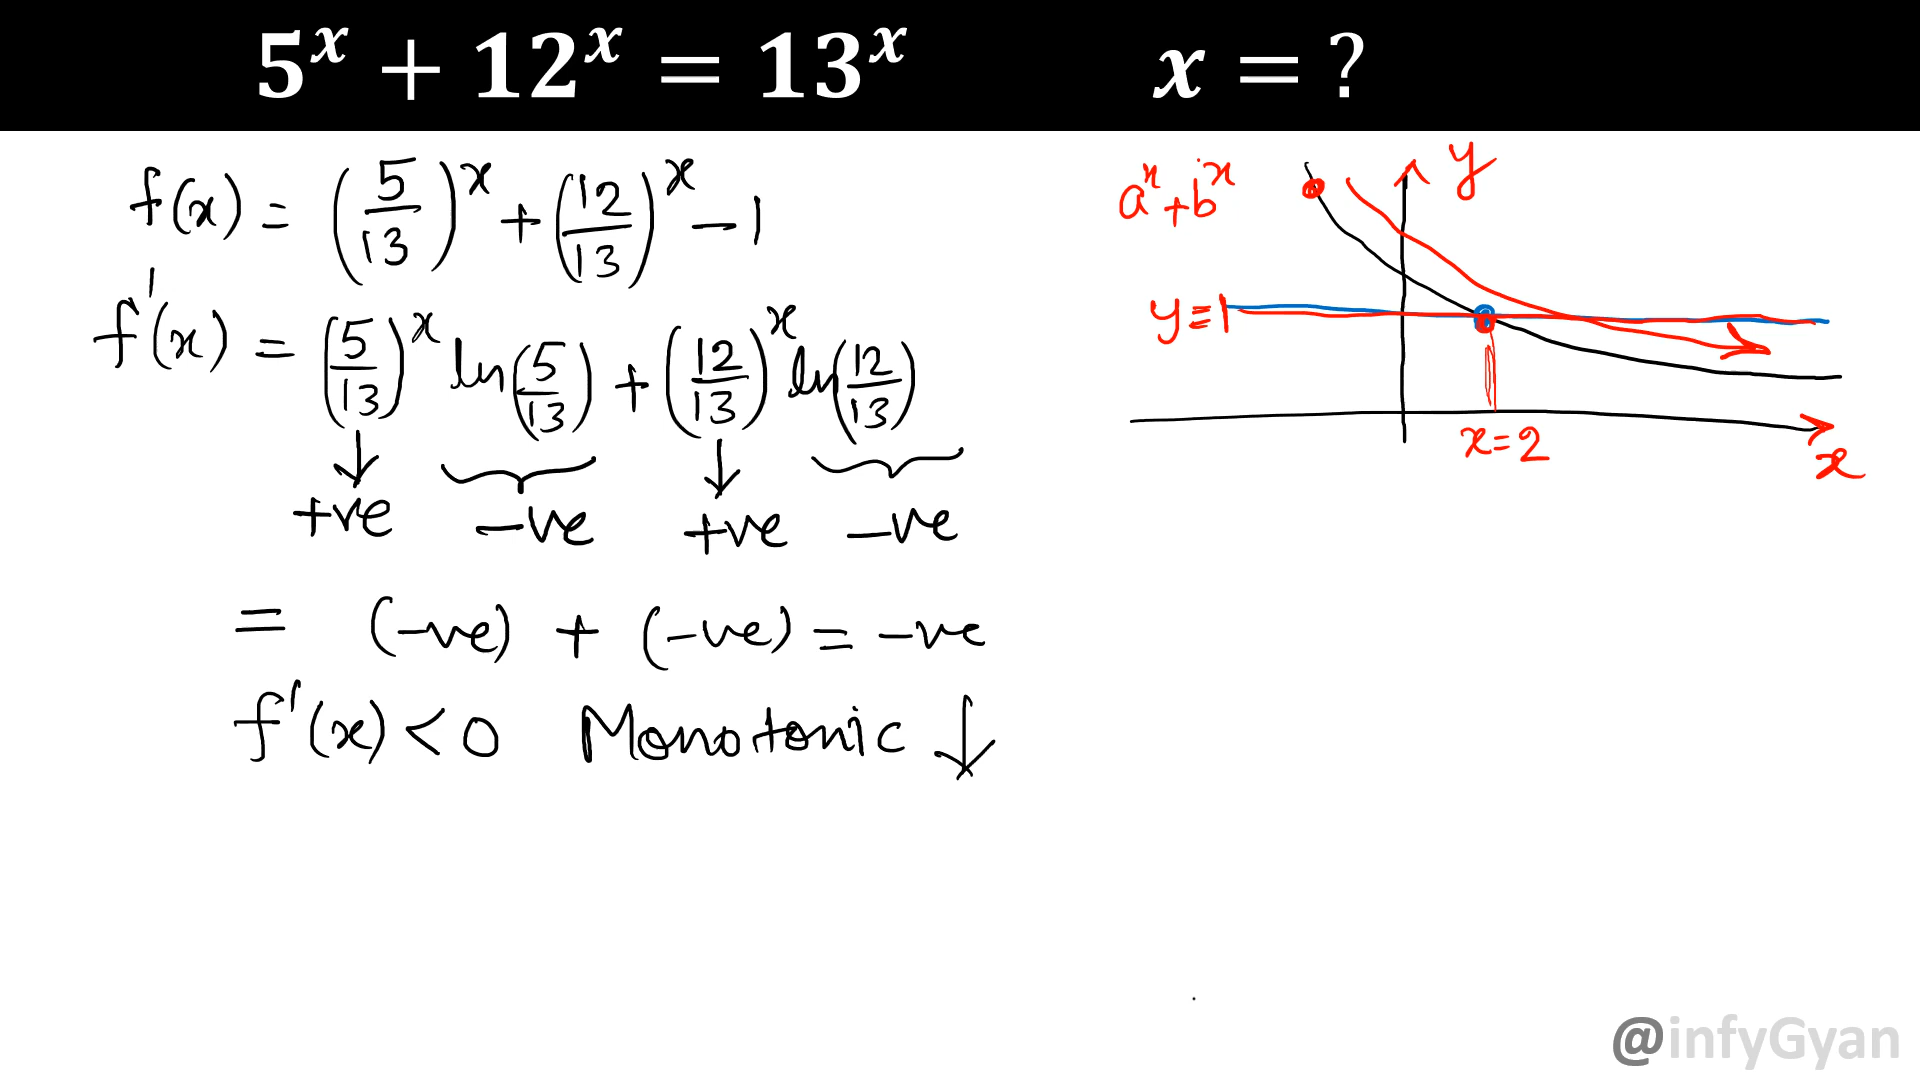 5^x + 12^x = 13^x x = ?
f(x) = (5/13)^x + (12/13)^x - 1
f'(x) = (5/13)^x ln(5/13) + (12/13)^x ln(12/13)
+ve -ve +ve -ve
= (-ve) + (-ve) = -ve
f'(x) < 0 Monotonic ↓
a^x + b^x
y
y = 1
x = 2
x
@infyGyan